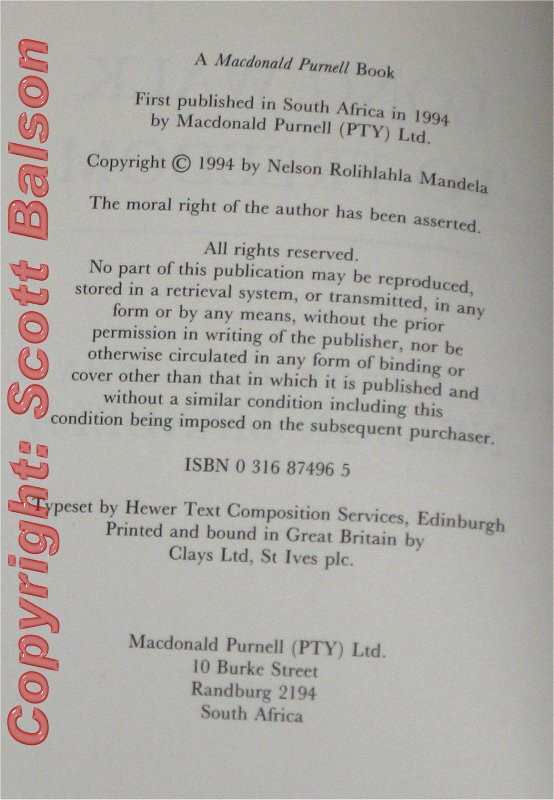 A Macdonald Purnell Book
First published in South Africa in 1994
by Macdonald Purnell (PTY) Ltd.
Copyright © 1994 by Nelson Rolihlahla Mandela
The moral right of the author has been asserted.
All rights reserved.
No part of this publication may be reproduced,
stored in a retrieval system, or transmitted, in any
form or by any means, without the prior
permission in writing of the publisher, nor be
otherwise circulated in any form of binding or
cover other than that in which it is published and
without a similar condition including this
condition being imposed on the subsequent purchaser.
ISBN 0 316 87496 5
Typeset by Hewer Text Composition Services, Edinburgh
Printed and bound in Great Britain by
Clays Ltd, St Ives plc.
Macdonald Purnell (PTY) Ltd.
10 Burke Street
Randburg 2194
South Africa
Copyright: Scott Balson